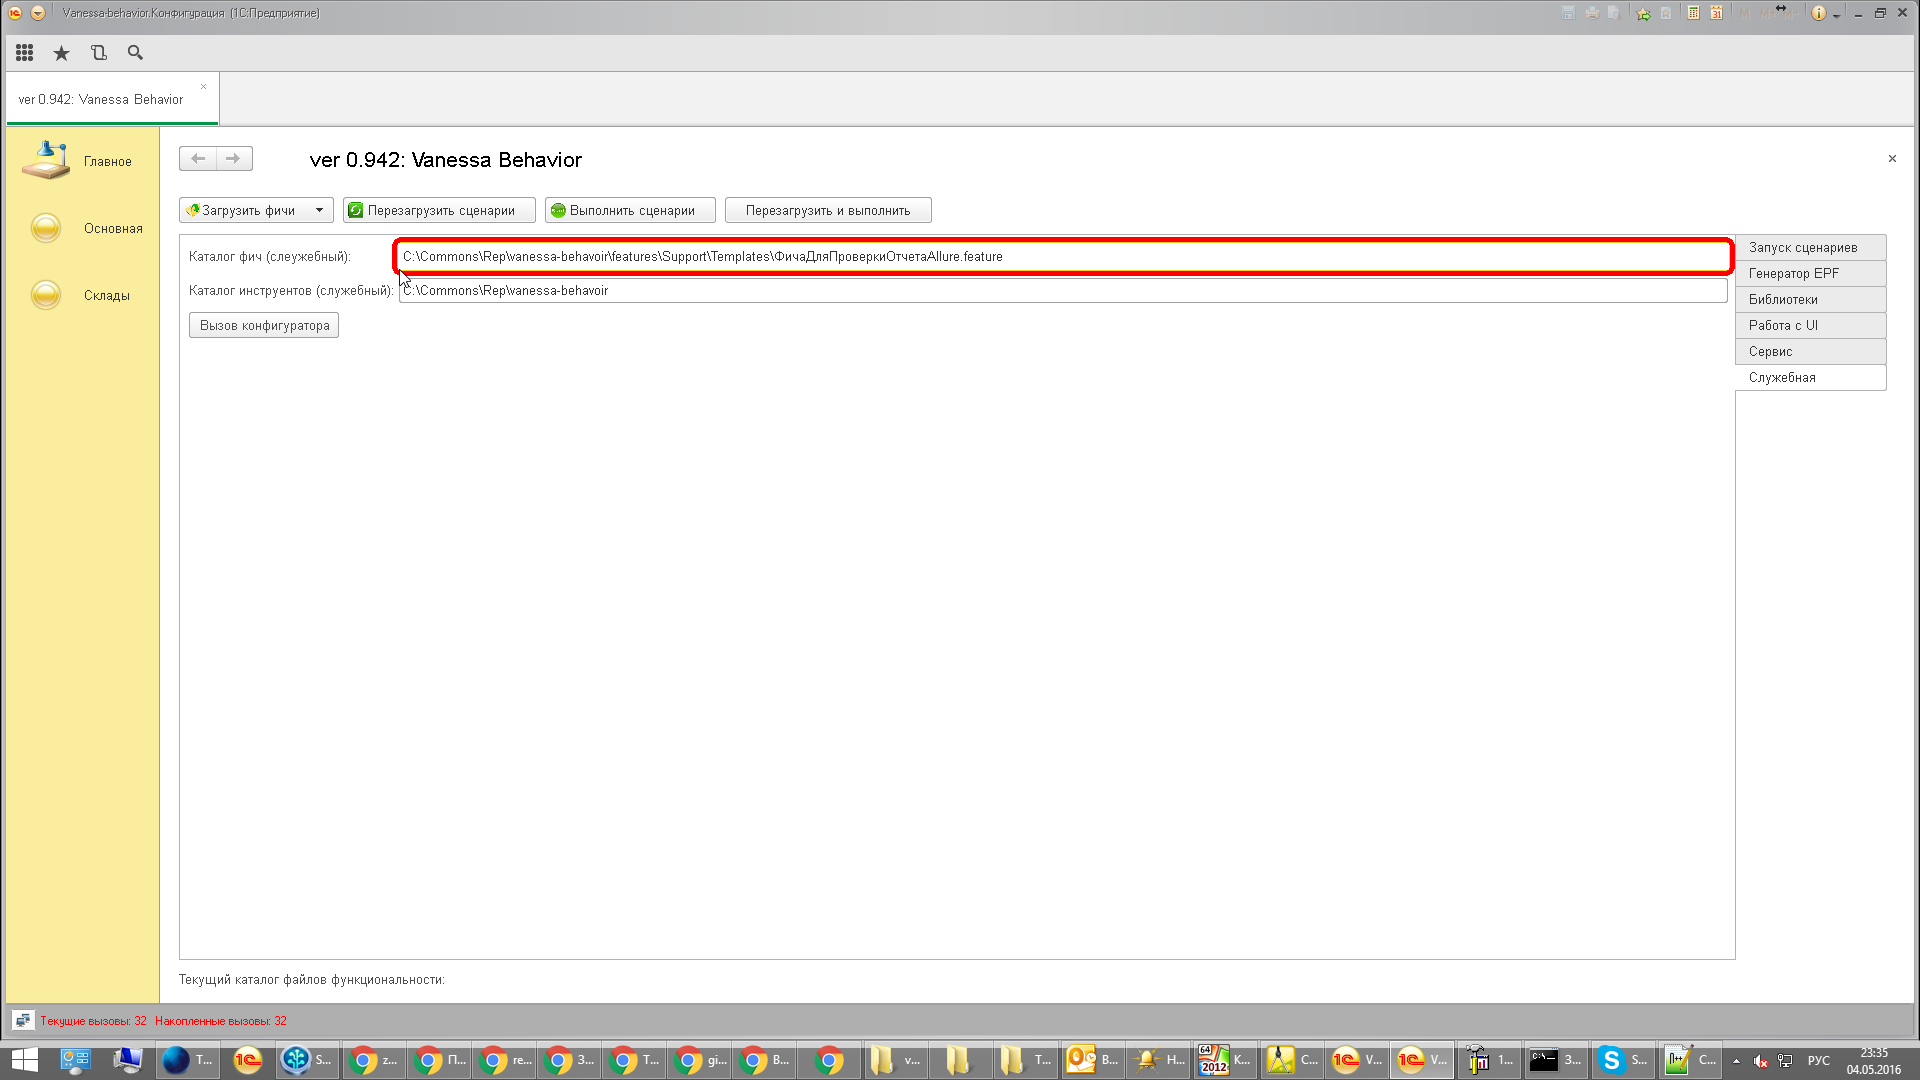 Vanessa-behavior.Конфигурация (1С:Предприятие)
M M+ M-
31
ver 0.942: Vanessa Behavior
Главное
Основная
Склады
ver 0.942: Vanessa Behavior
Загрузить фичи
Перезагрузить сценарии
Выполнить сценарии
Перезагрузить и выполнить
Каталог фич (слеужебный):
C:\Commons\Rep\vanessa-behavoir\features\Support\Templates\ФичаДляПроверкиОтчетаAllure.feature
Каталог инструентов (служебный):
C:\Commons\Rep\vanessa-behavoir
Вызов конфигуратора
Запуск сценариев
Генератор EPF
Библиотеки
Работа с UI
Сервис
Служебная
Текущий каталог файлов функциональности:
Текущие вызовы: 32 Накопленные вызовы: 32
T... S... z... П... re... З... T... gi... B... v... T... B... H... 64 2012 K... C... V... V... 1... З... S... C...
РУС
23:35
04.05.2016